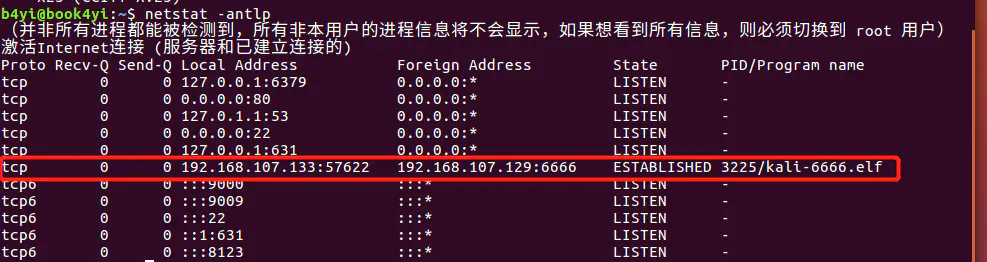 b4yi@book4yi:~$ netstat -antlp
（并非所有进程都能被检测到，所有非本用户的进程信息将不会显示，如果想看到所有信息，则必须切换到 root 用户）
激活Internet连接 (服务器和已建立连接的)
Proto Recv-Q Send-Q Local Address           Foreign Address         State       PID/Program name
tcp        0      0 127.0.0.1:6379          0.0.0.0:*               LISTEN      -
tcp        0      0 0.0.0.0:80              0.0.0.0:*               LISTEN      -
tcp        0      0 127.0.1.1:53            0.0.0.0:*               LISTEN      -
tcp        0      0 0.0.0.0:22              0.0.0.0:*               LISTEN      -
tcp        0      0 127.0.0.1:631           0.0.0.0:*               LISTEN      -
tcp        0      0 192.168.107.133:57622   192.168.107.129:6666    ESTABLISHED 3225/kali-6666.elf
tcp6       0      0 :::9000                 :::*                    LISTEN      -
tcp6       0      0 :::9009                 :::*                    LISTEN      -
tcp6       0      0 :::22                   :::*                    LISTEN      -
tcp6       0      0 ::1:631                 :::*                    LISTEN      -
tcp6       0      0 :::8123                 :::*                    LISTEN      -